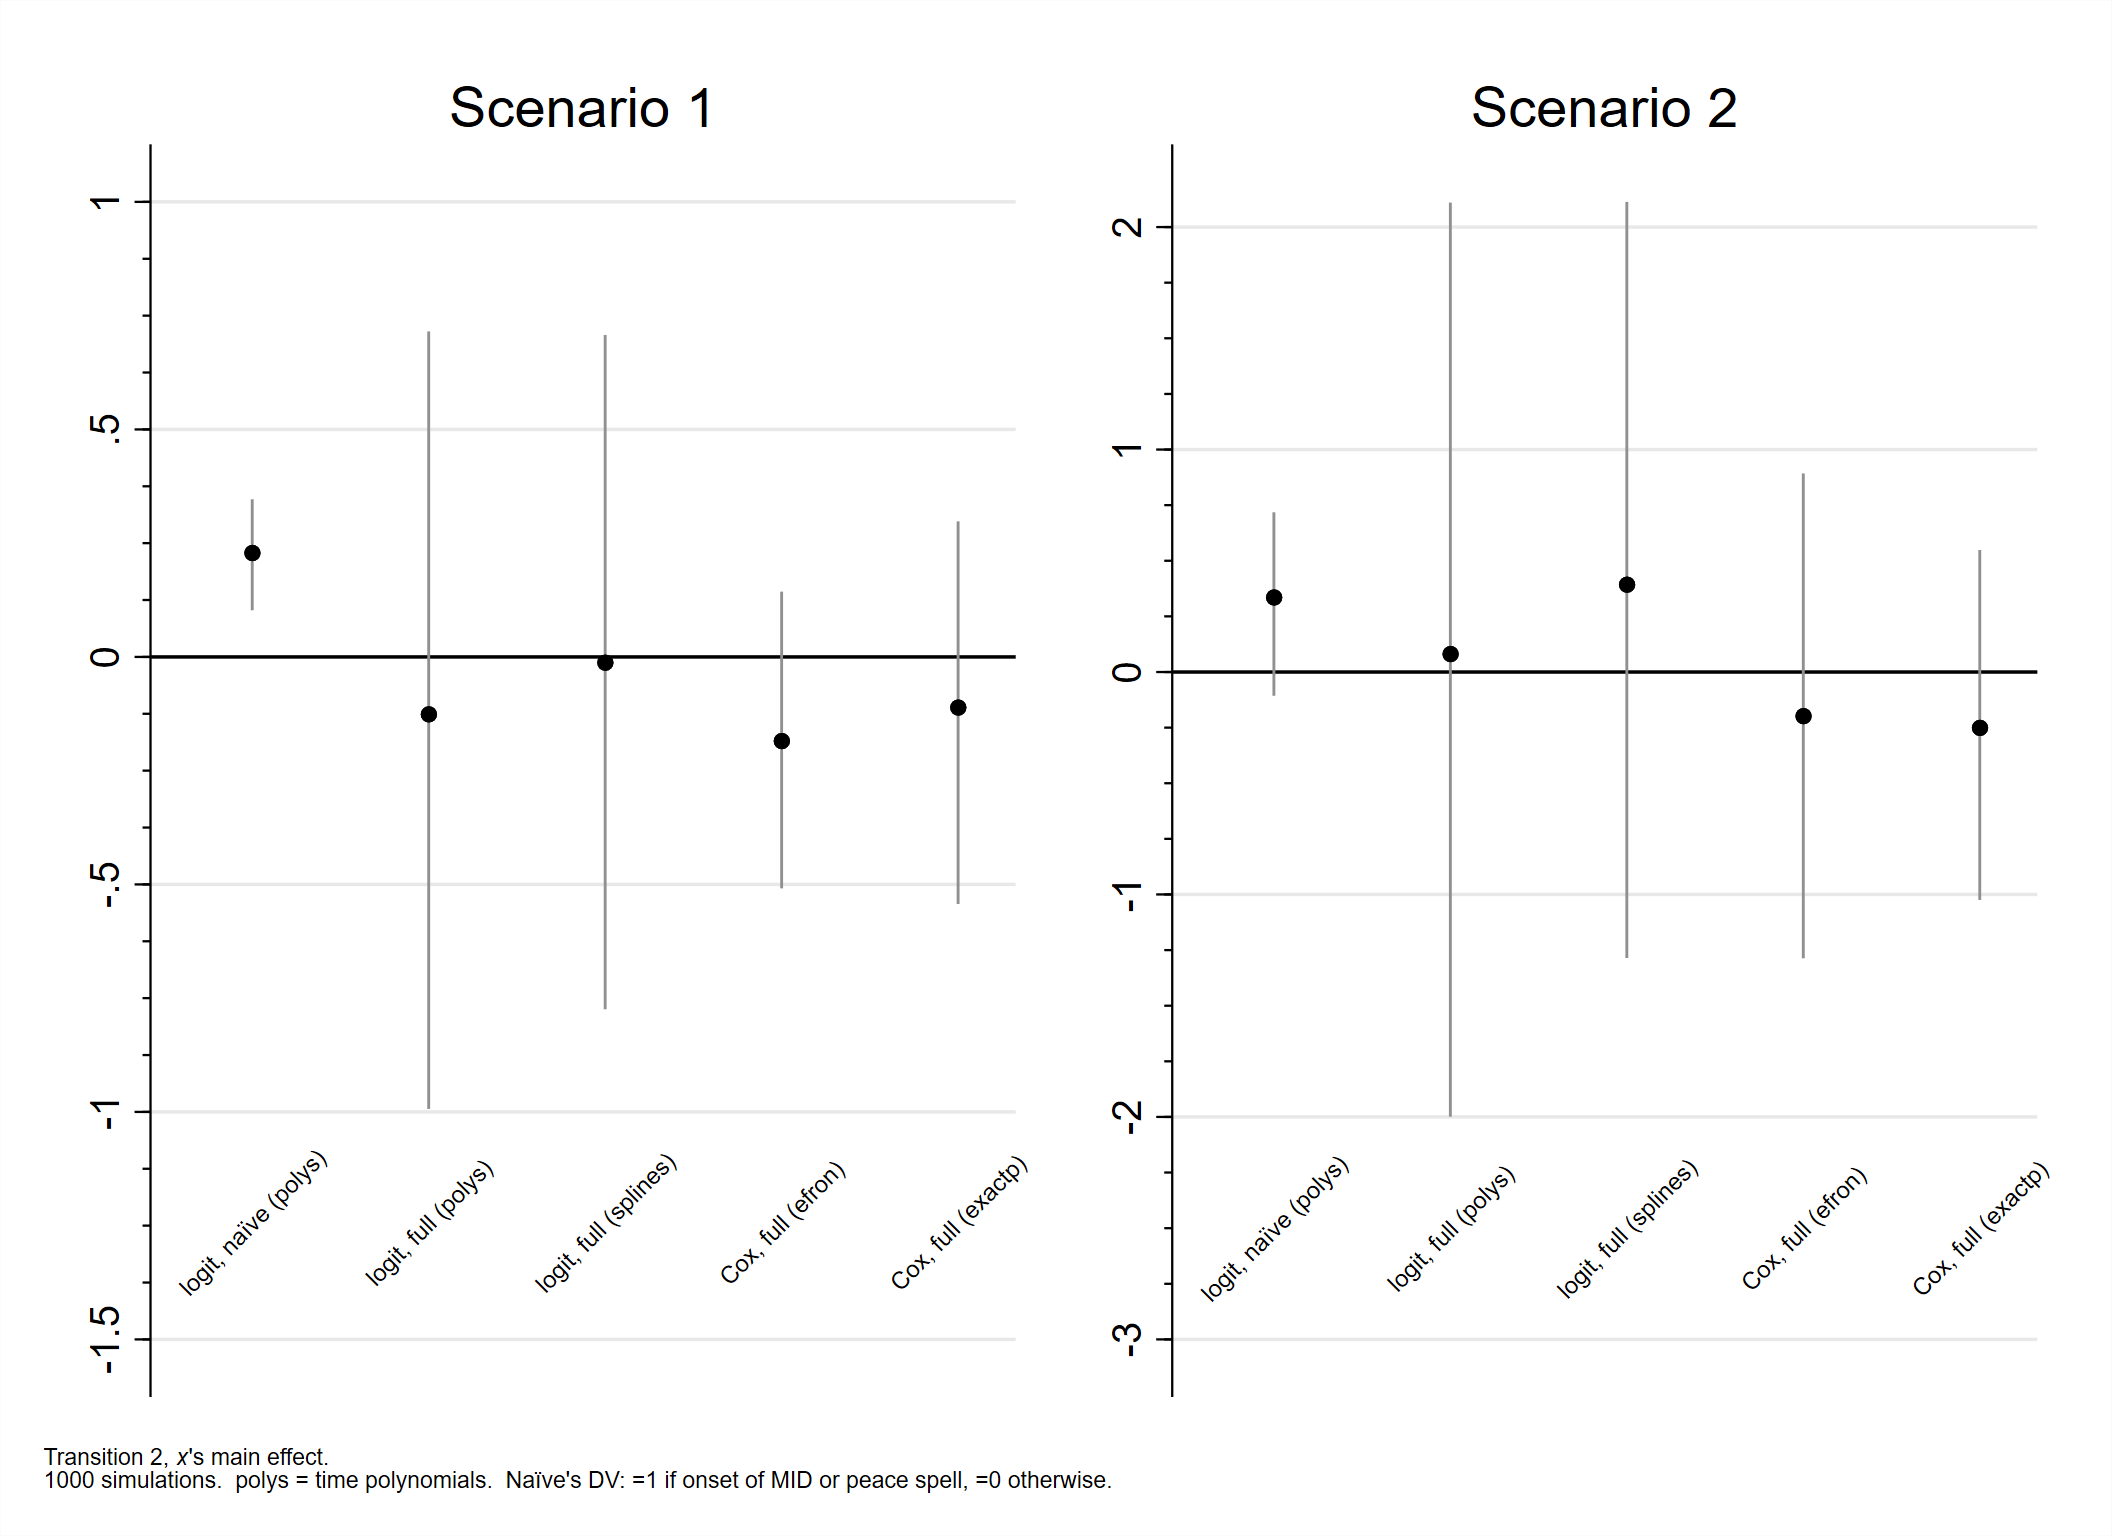 Scenario 1
1
.5
0
-.5
-1
-1.5
logit, naïve (polys)
logit, full (polys)
logit, full (splines)
Cox, full (efron)
Cox, full (exactp)
Scenario 2
2
1
0
-1
-2
-3
logit, naïve (polys)
logit, full (polys)
logit, full (splines)
Cox, full (efron)
Cox, full (exactp)
Transition 2, x's main effect.
1000 simulations.  polys = time polynomials.  Naïve's DV: =1 if onset of MID or peace spell, =0 otherwise.